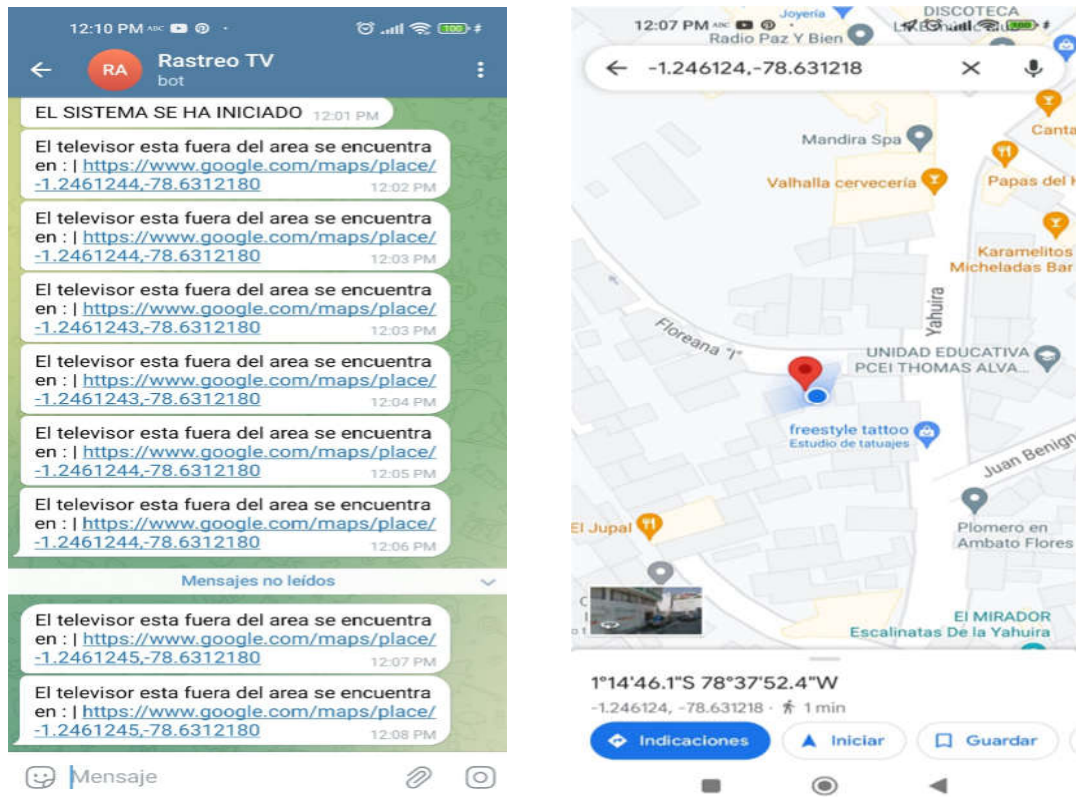 12:10 PM ABC
100
RA
Rastreo TV
bot
EL SISTEMA SE HA INICIADO 12:01 PM
El televisor esta fuera del area se encuentra
en : | https://www.google.com/maps/place/
-1.2461244,-78.6312180 12:02 PM
El televisor esta fuera del area se encuentra
en : | https://www.google.com/maps/place/
-1.2461244,-78.6312180 12:03 PM
El televisor esta fuera del area se encuentra
en : | https://www.google.com/maps/place/
-1.2461243,-78.6312180 12:03 PM
El televisor esta fuera del area se encuentra
en : | https://www.google.com/maps/place/
-1.2461243,-78.6312180 12:04 PM
El televisor esta fuera del area se encuentra
en : | https://www.google.com/maps/place/
-1.2461244,-78.6312180 12:05 PM
El televisor esta fuera del area se encuentra
en : | https://www.google.com/maps/place/
-1.2461244,-78.6312180 12:06 PM
Mensajes no leídos
El televisor esta fuera del area se encuentra
en : | https://www.google.com/maps/place/
-1.2461245,-78.6312180 12:07 PM
El televisor esta fuera del area se encuentra
en : | https://www.google.com/maps/place/
-1.2461245,-78.6312180 12:08 PM
Mensaje
DISCOTECA
Joyería
12:07 PM ABC
100
Radio Paz Y Bien
-1.246124,-78.631218
Mandira Spa
Canta
Valhalla cervecería
Papas del
Karamelitos
Micheladas Bar
Yahuira
Floreana "I"
UNIDAD EDUCATIVA
PCEI THOMAS ALVA...
freestyle tattoo
Estudio de tatuajes
Juan Benign
El Jupal
Plomero en
Ambato Flores
El MIRADOR
Escalinatas De la Yahuira
1°14'46.1"S 78°37'52.4"W
-1.246124, -78.631218 · 1 min
Indicaciones
Iniciar
Guardar